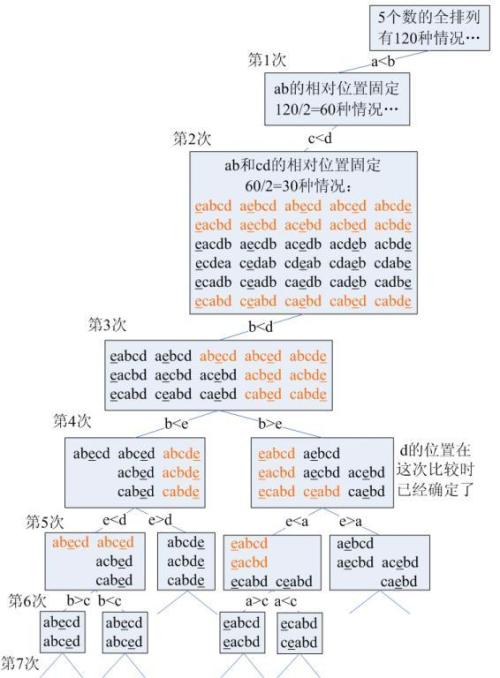 5个数的全排列
有120种情况…
第1次
a<b
ab的相对位置固定
120/2=60种情况…
第2次
c<d
ab和cd的相对位置固定
60/2=30种情况:
eabcd aebcd abecd abced abcde
eacbd aecbd acebd acbed acbde
eacdb aecdb acedb acdeb acbde
ecdea cedab cdeab cdaeb cdabe
ecadb ceadb caedb cadeb cadbe
ecabd ceabd caebd cabed cabde
第3次
b<d
eabcd aebcd abecd abced abcde
eacbd aecbd acebd acbed acbde
ecabd ceabd caebd cabed cabde
第4次
b<e b>e
abecd abced abcde
acbed acbde
cabed cabde
eabcd aebcd
eacbd aecbd acebd
ecabd ceabd caebd
d的位置在
这次比较时
已经确定了
第5次
e<d e>d e<a e>a
abecd abced
acbed
cabed
abcde
acbde
cabde
eabcd
eacbd
ecabd ceabd
aebcd
aecbd acebd
caebd
第6次
b>c b<c a>c a<c
abecd
abced
abecd
abced
eabcd
eacbd
ecabd
ceabd
第7次